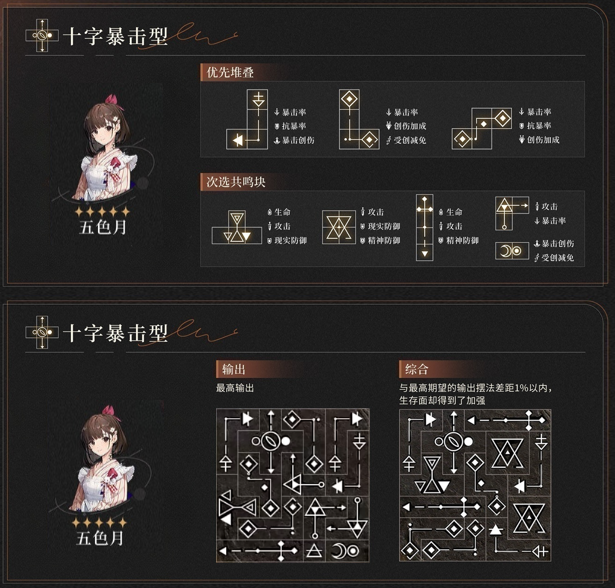 十字暴击型
五色月
优先堆叠
暴击率
抗暴率
暴击创伤
暴击率
创伤加成
受创减免
暴击率
抗暴率
创伤加成
次选共鸣块
生命
攻击
现实防御
攻击
现实防御
精神防御
生命
攻击
精神防御
攻击
暴击率
暴击创伤
受创减免
十字暴击型
五色月
输出
最高输出
综合
与最高期望的输出摆法差距1%以内,
生存面却得到了加强